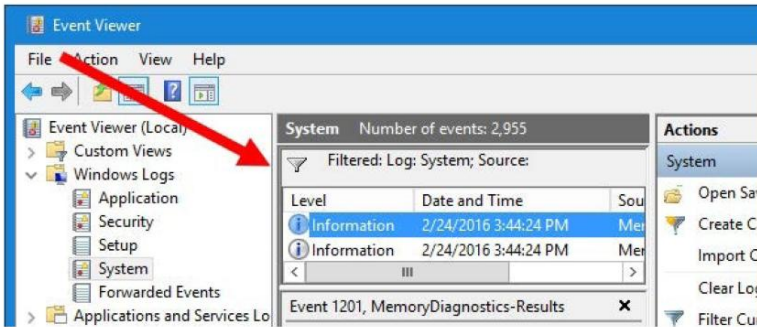 Event Viewer
File Action View Help
Event Viewer (Local)
Custom Views
Windows Logs
Application
Security
Setup
System
Forwarded Events
Applications and Services Lo
System Number of events: 2,955
Filtered: Log: System; Source:
Level Date and Time Sou
Information 2/24/2016 3:44:24 PM Mer
Information 2/24/2016 3:44:24 PM Mer
Event 1201, MemoryDiagnostics-Results
Actions
System
Open Sa
Create C
Import C
Clear Log
Filter Cu